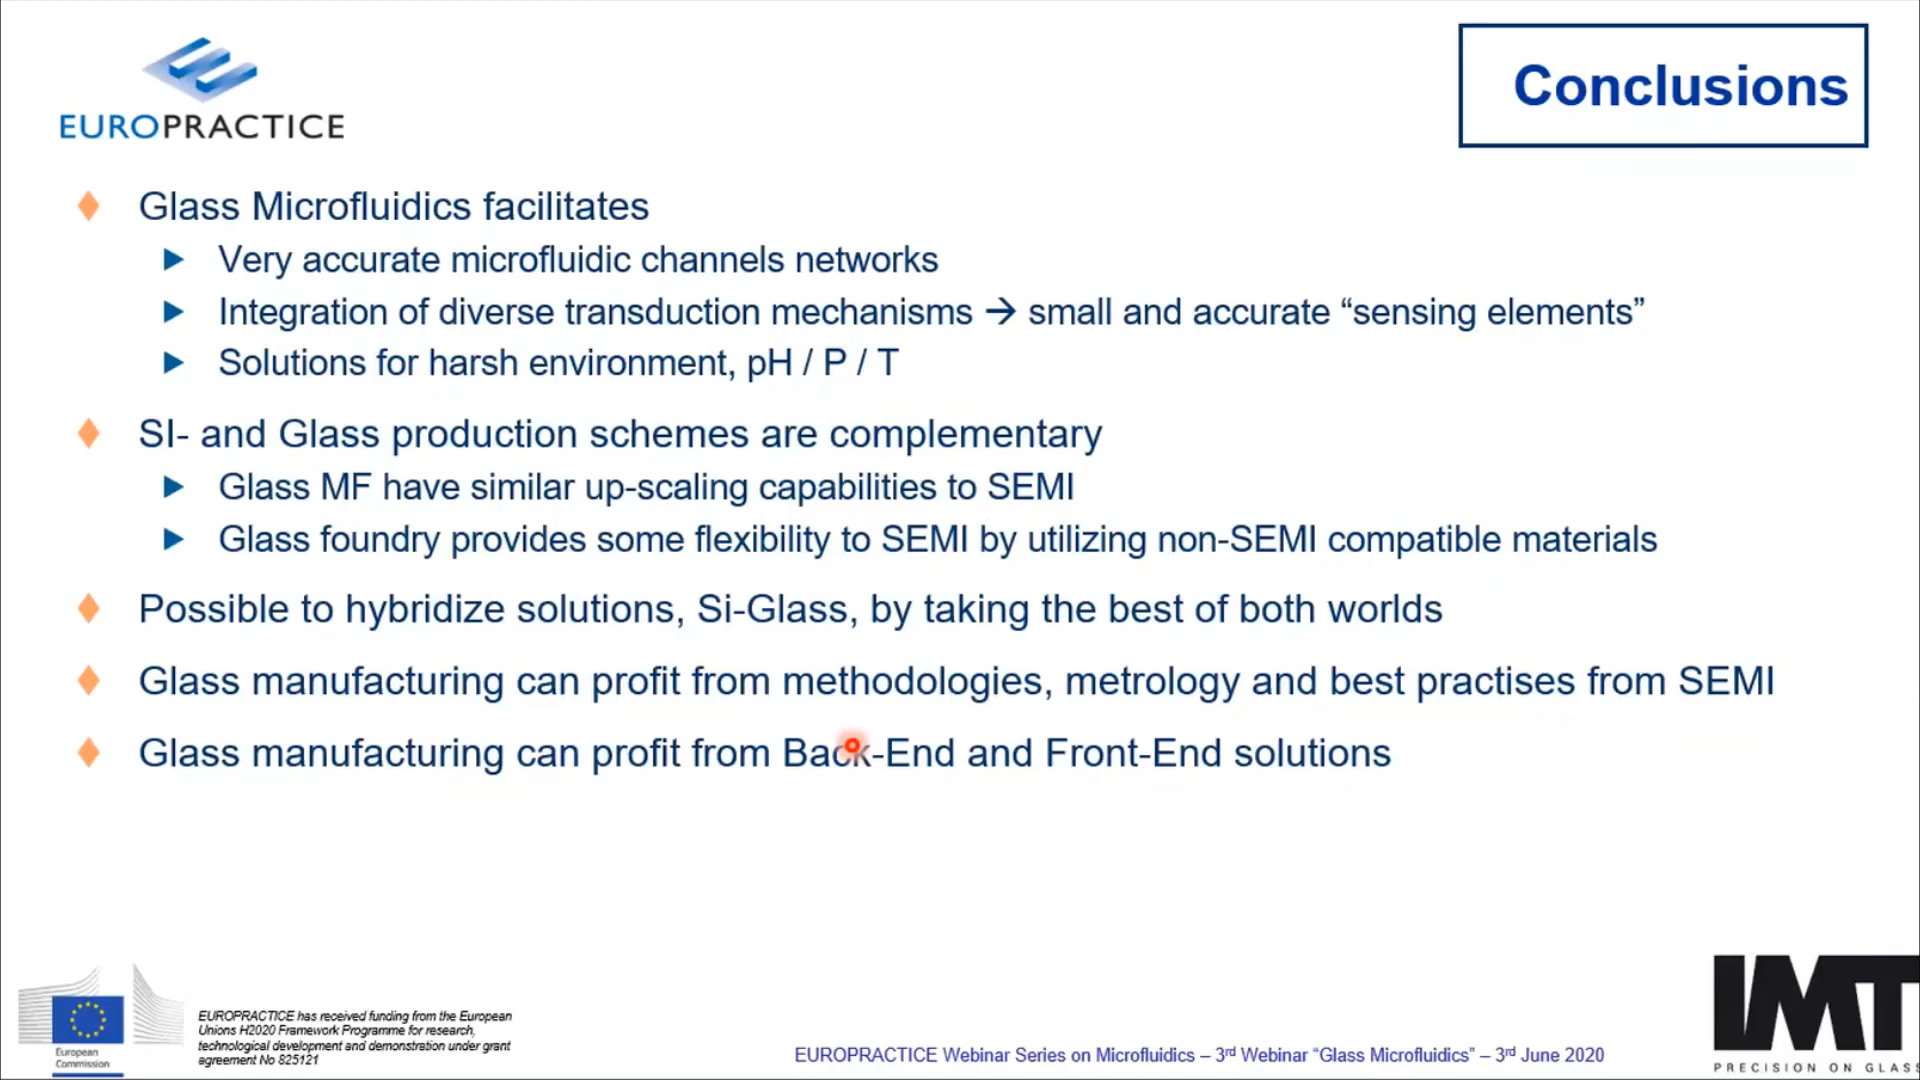 EUROPRACTICE
Conclusions
Glass Microfluidics facilitates
Very accurate microfluidic channels networks
Integration of diverse transduction mechanisms → small and accurate “sensing elements”
Solutions for harsh environment, pH / P / T
SI- and Glass production schemes are complementary
Glass MF have similar up-scaling capabilities to SEMI
Glass foundry provides some flexibility to SEMI by utilizing non-SEMI compatible materials
Possible to hybridize solutions, Si-Glass, by taking the best of both worlds
Glass manufacturing can profit from methodologies, metrology and best practises from SEMI
Glass manufacturing can profit from Back-End and Front-End solutions
European
Commission
EUROPRACTICE has received funding from the European
Unions H2020 Framework Programme for research,
technological development and demonstration under grant
agreement No 825121
EUROPRACTICE Webinar Series on Microfluidics – 3rd Webinar “Glass Microfluidics” – 3rd June 2020
IMT
PRECISION ON GLASS